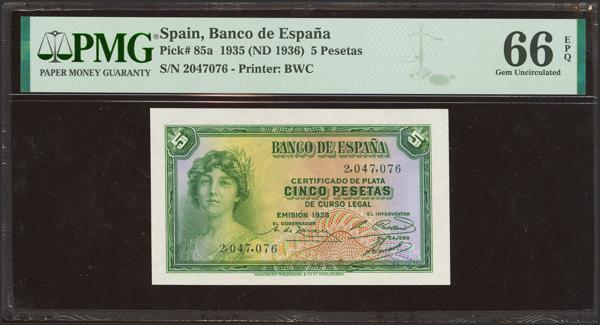 PMG®
PAPER MONEY GUARANTY
Spain, Banco de España
Pick# 85a 1935 (ND 1936) 5 Pesetas
S/N 2047076 - Printer: BWC
66 EPQ
Gem Uncirculated
5
5
BANCO DE ESPAÑA
2,047,076
CERTIFICADO DE PLATA
CINCO PESETAS
DE CURSO LEGAL
EMISIÓN 1935
EL INTERVENTOR
EL GOBERNADOR
EL CAJERO
2,047,076